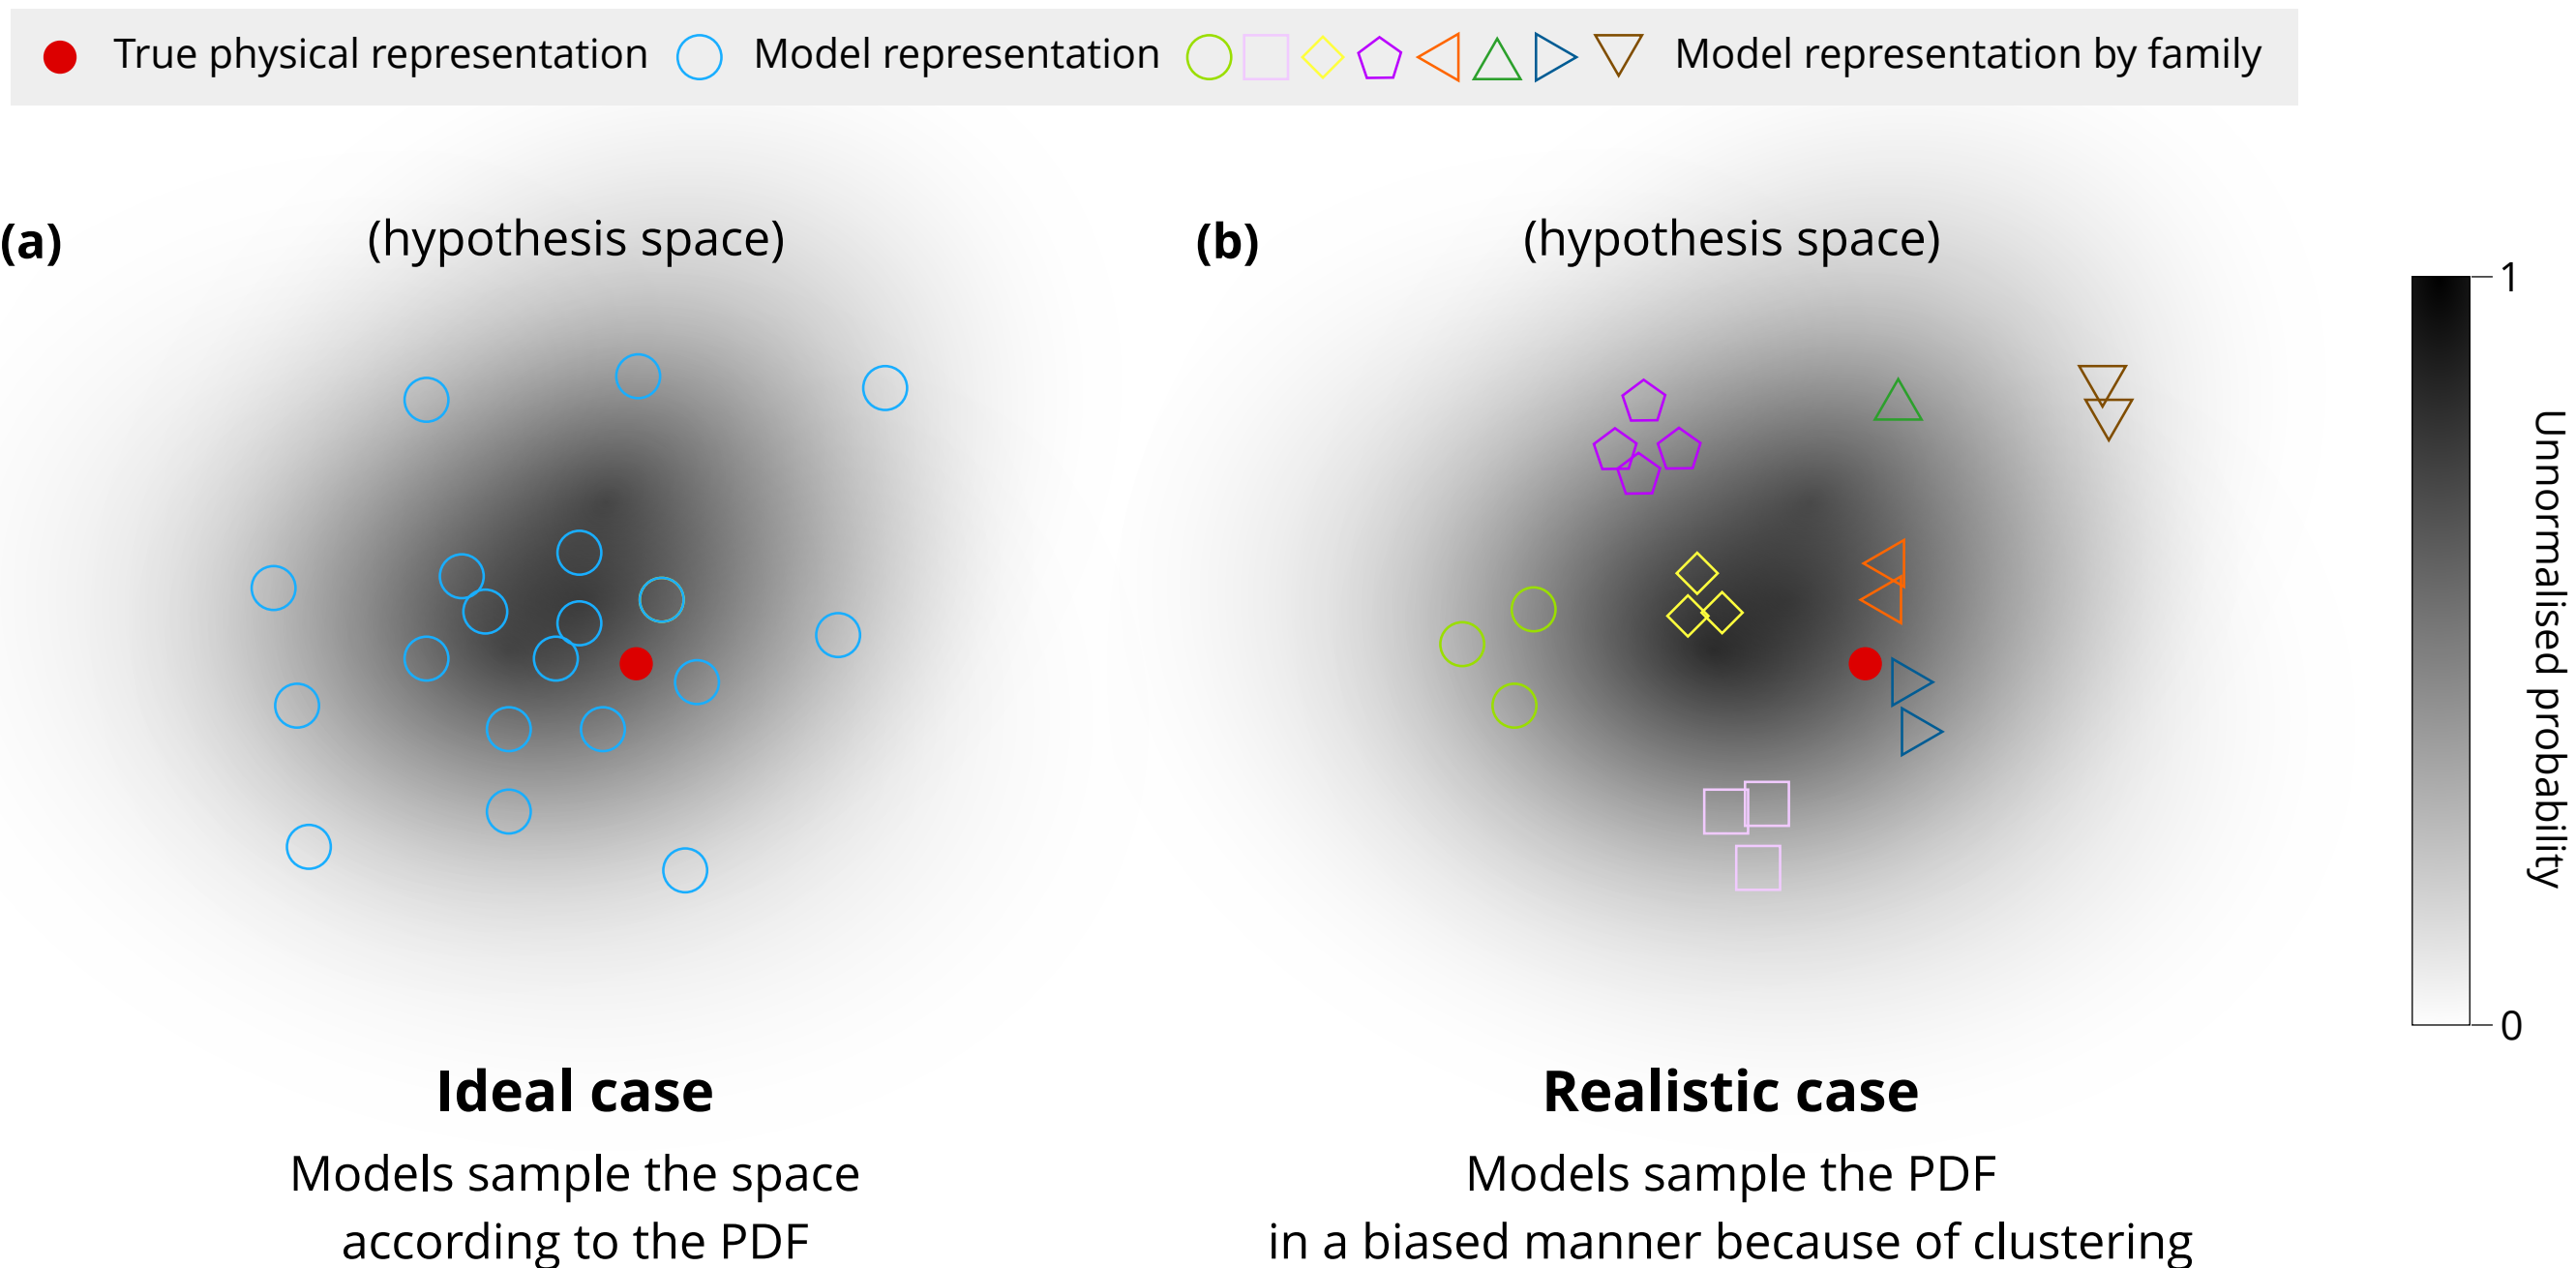 True physical representation
Model representation
Model representation by family
(a)
(hypothesis space)
(b)
(hypothesis space)
1
Unnormalised probability
0
Ideal case
Models sample the space
according to the PDF
Realistic case
Models sample the PDF
in a biased manner because of clustering